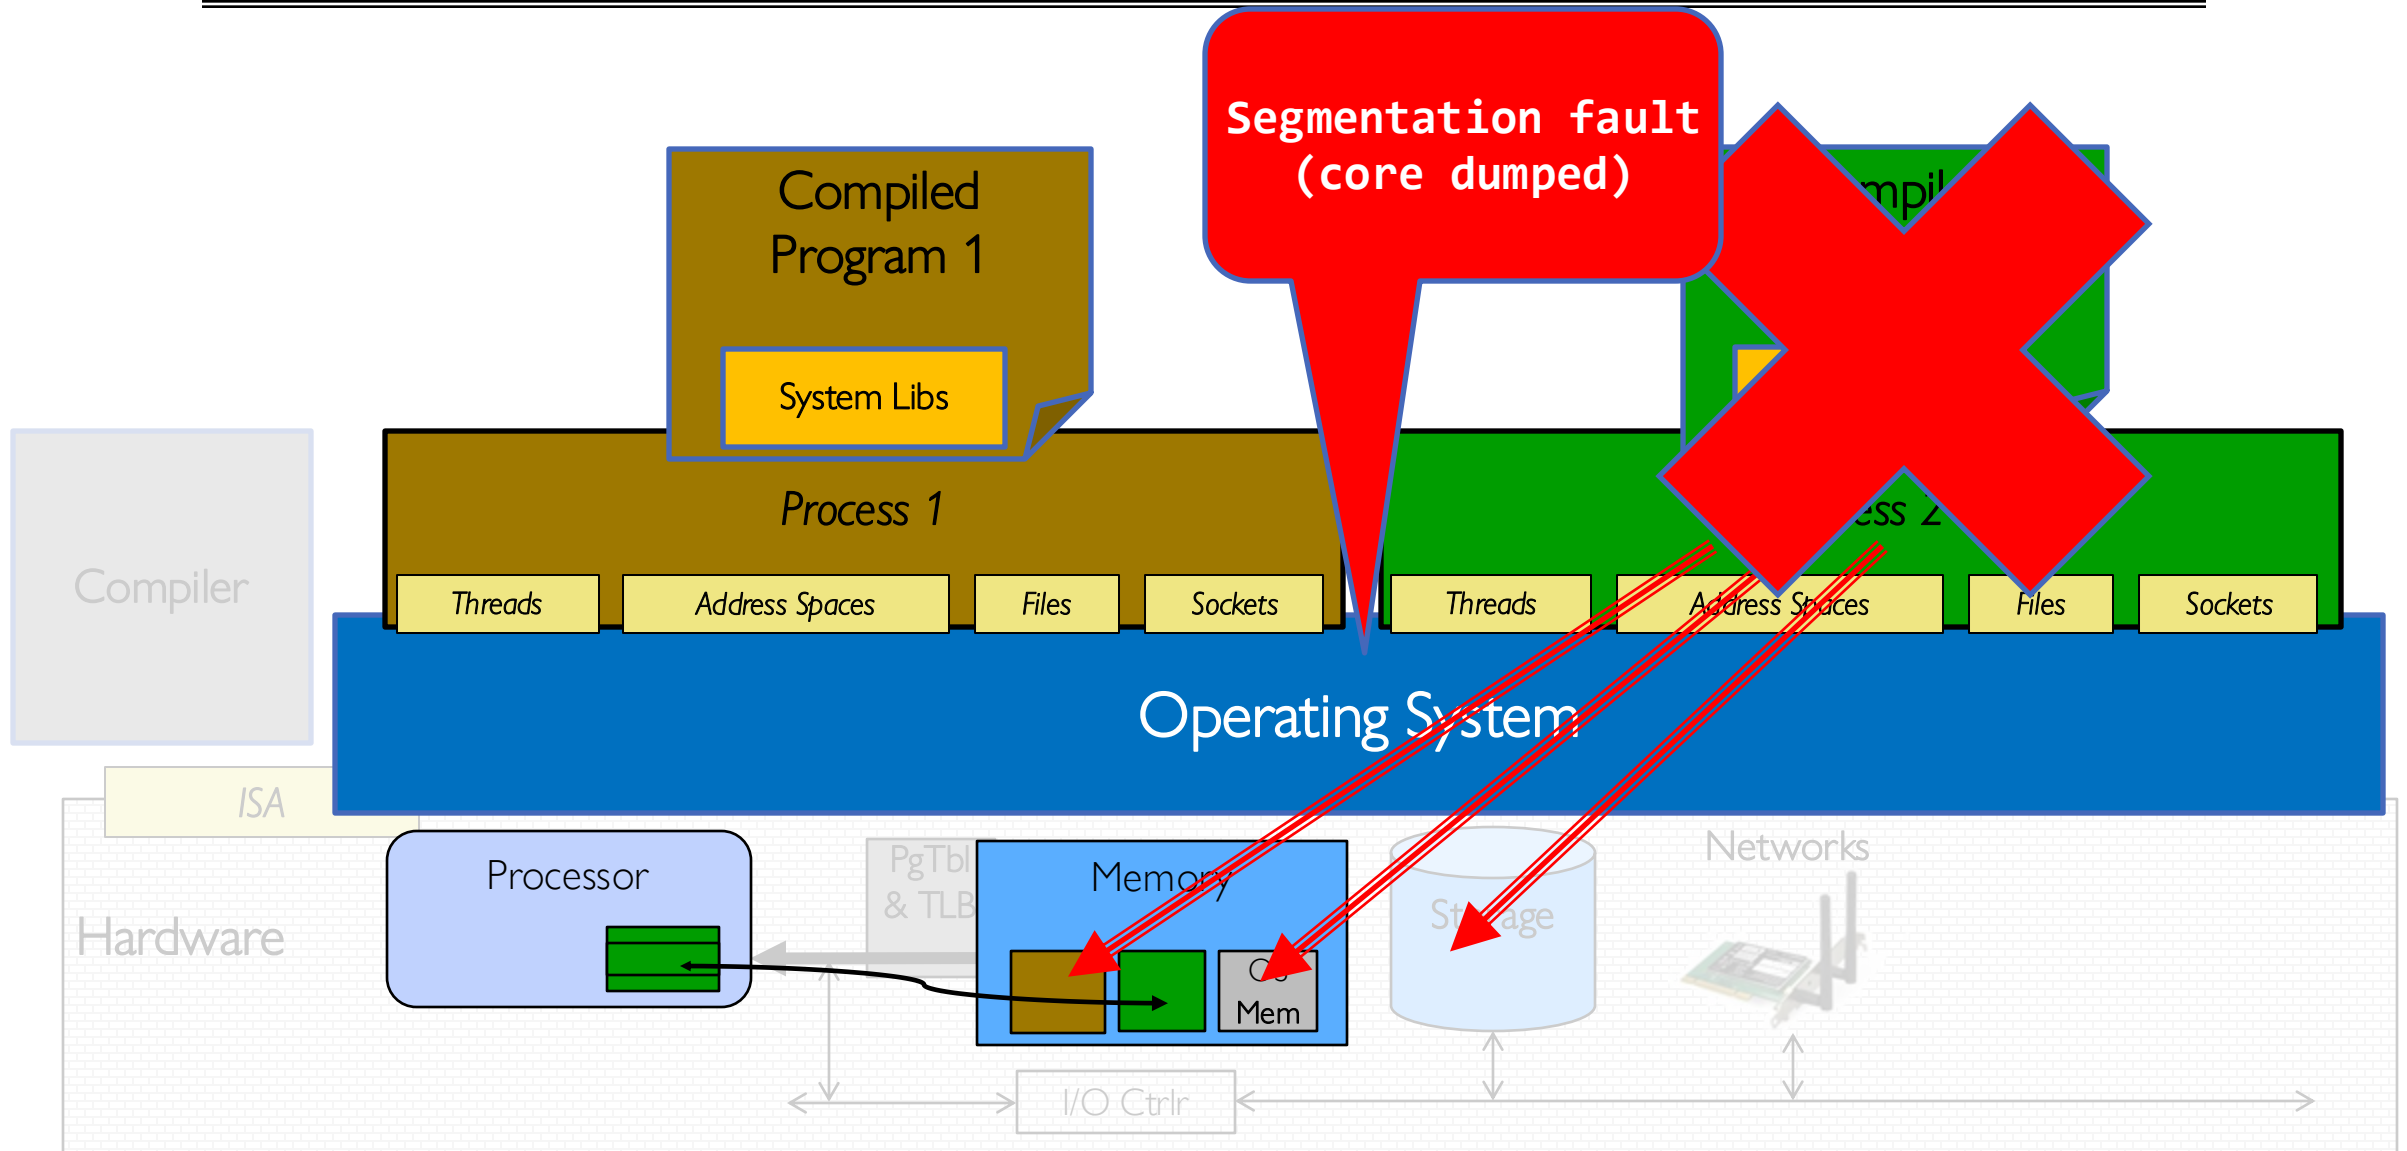 Segmentation fault
(core dumped)
Compiled
Program 1
System Libs
Process 1
Threads
Address Spaces
Files
Sockets
Threads
Address Spaces
Files
Sockets
Compiler
Operating System
ISA
Hardware
Processor
PgTbl
& TLB
Memory
Mem
Storage
Networks
I/O Ctrlr